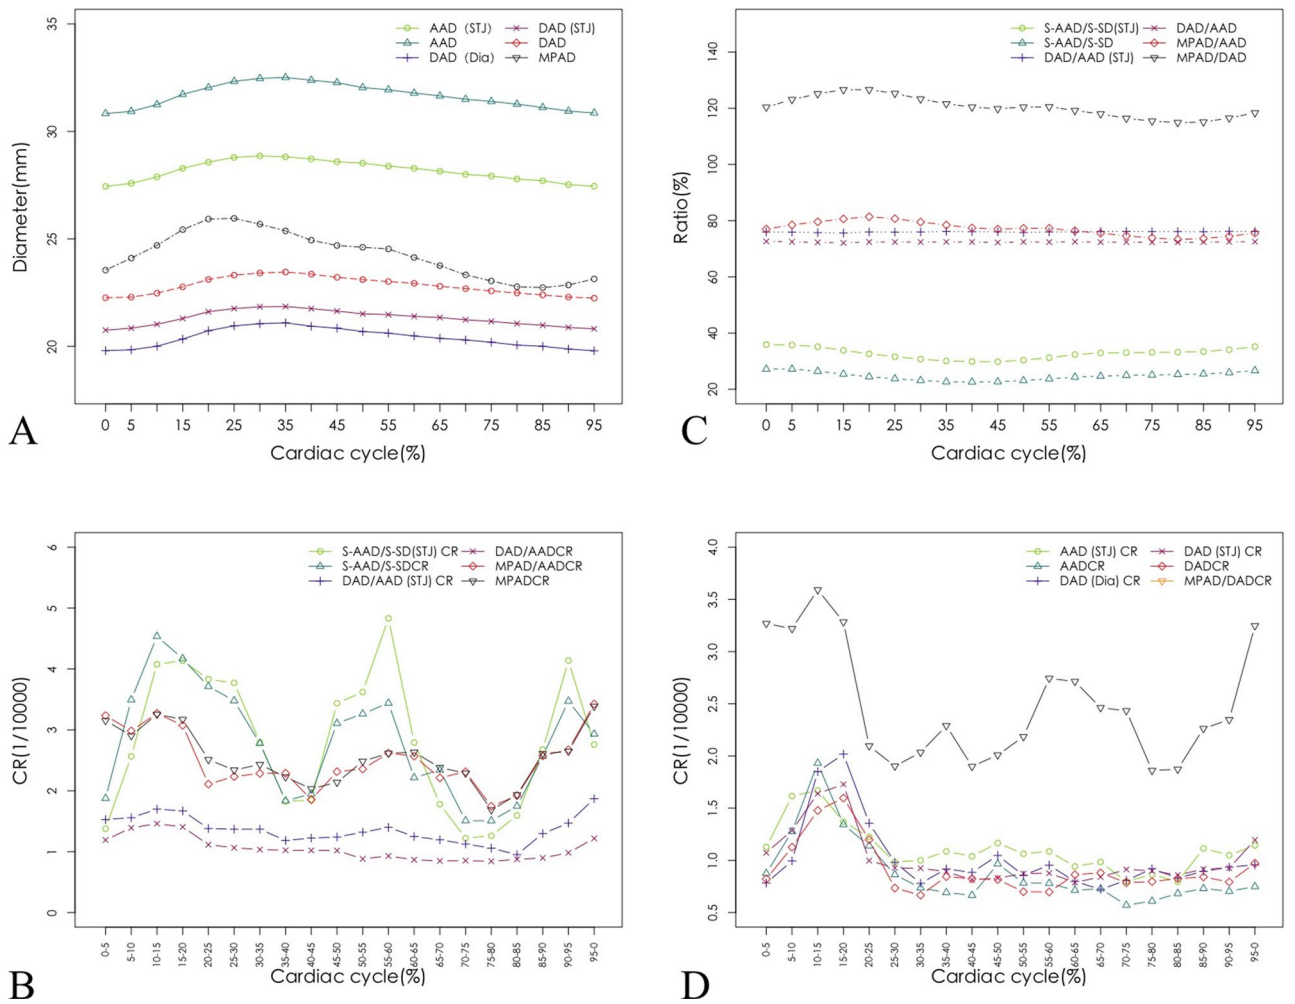 35
30
25
20
Diameter(mm)
AAD (STJ)
AAD
DAD (Dia)
DAD (STJ)
DAD
MPAD
0 5 10 15 20 25 30 35 40 45 50 55 60 65 70 75 80 85 90 95
Cardiac cycle(%)
A
140
120
100
80
60
40
20
Ratio(%)
S-AAD/S-SD(STJ)
S-AAD/S-SD
DAD/AAD (STJ)
DAD/AAD
MPAD/AAD
MPAD/DAD
0 5 15 25 35 45 55 65 75 85 95
Cardiac cycle(%)
C
6
5
4
3
2
1
0
CR(1/10000)
S-AAD/S-SD(STJ) CR
S-AAD/S-SDCR
DAD/AAD (STJ) CR
DAD/AADCR
MPAD/AADCR
MPADCR
0-5 5-10 10-15 15-20 20-25 25-30 30-35 35-40 40-45 45-50 50-55 55-60 60-65 65-70 70-75 75-80 80-85 85-90 90-95 95-0
Cardiac cycle(%)
B
4.0
3.5
3.0
2.5
2.0
1.5
1.0
0.5
CR(1/10000)
AAD (STJ) CR
AADCR
DAD (Dia) CR
DAD (STJ) CR
DADCR
MPAD/DADCR
0-5 5-10 10-15 15-20 20-25 25-30 30-35 35-40 40-45 45-50 50-55 55-60 60-65 65-70 70-75 75-80 80-85 85-90 90-95 95-0
Cardiac cycle(%)
D